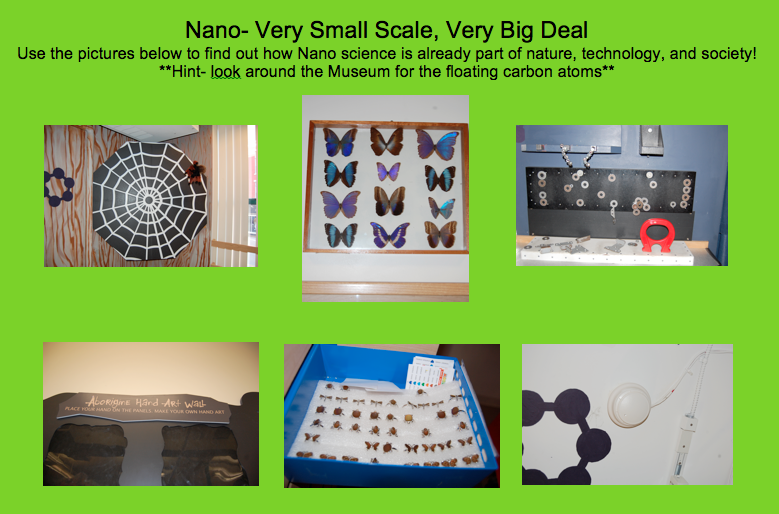 Nano- Very Small Scale, Very Big Deal
Use the pictures below to find out how Nano science is already part of nature, technology, and society!
**Hint- look around the Museum for the floating carbon atoms**
Aborigine Hand Art Wall
PLACE YOUR HAND ON THE PANELS. MAKE YOUR OWN HAND ART